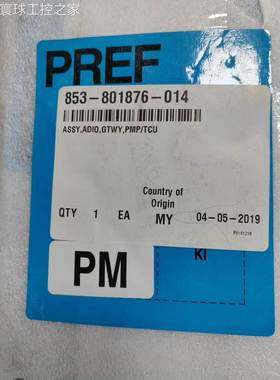 寰球工控之家
PREF
853-801876-014
ASSY,ADIO,GTWY,PMP/TCU
Country of
Origin
QTY 1 EA MY 04-05-2019
PM
KI